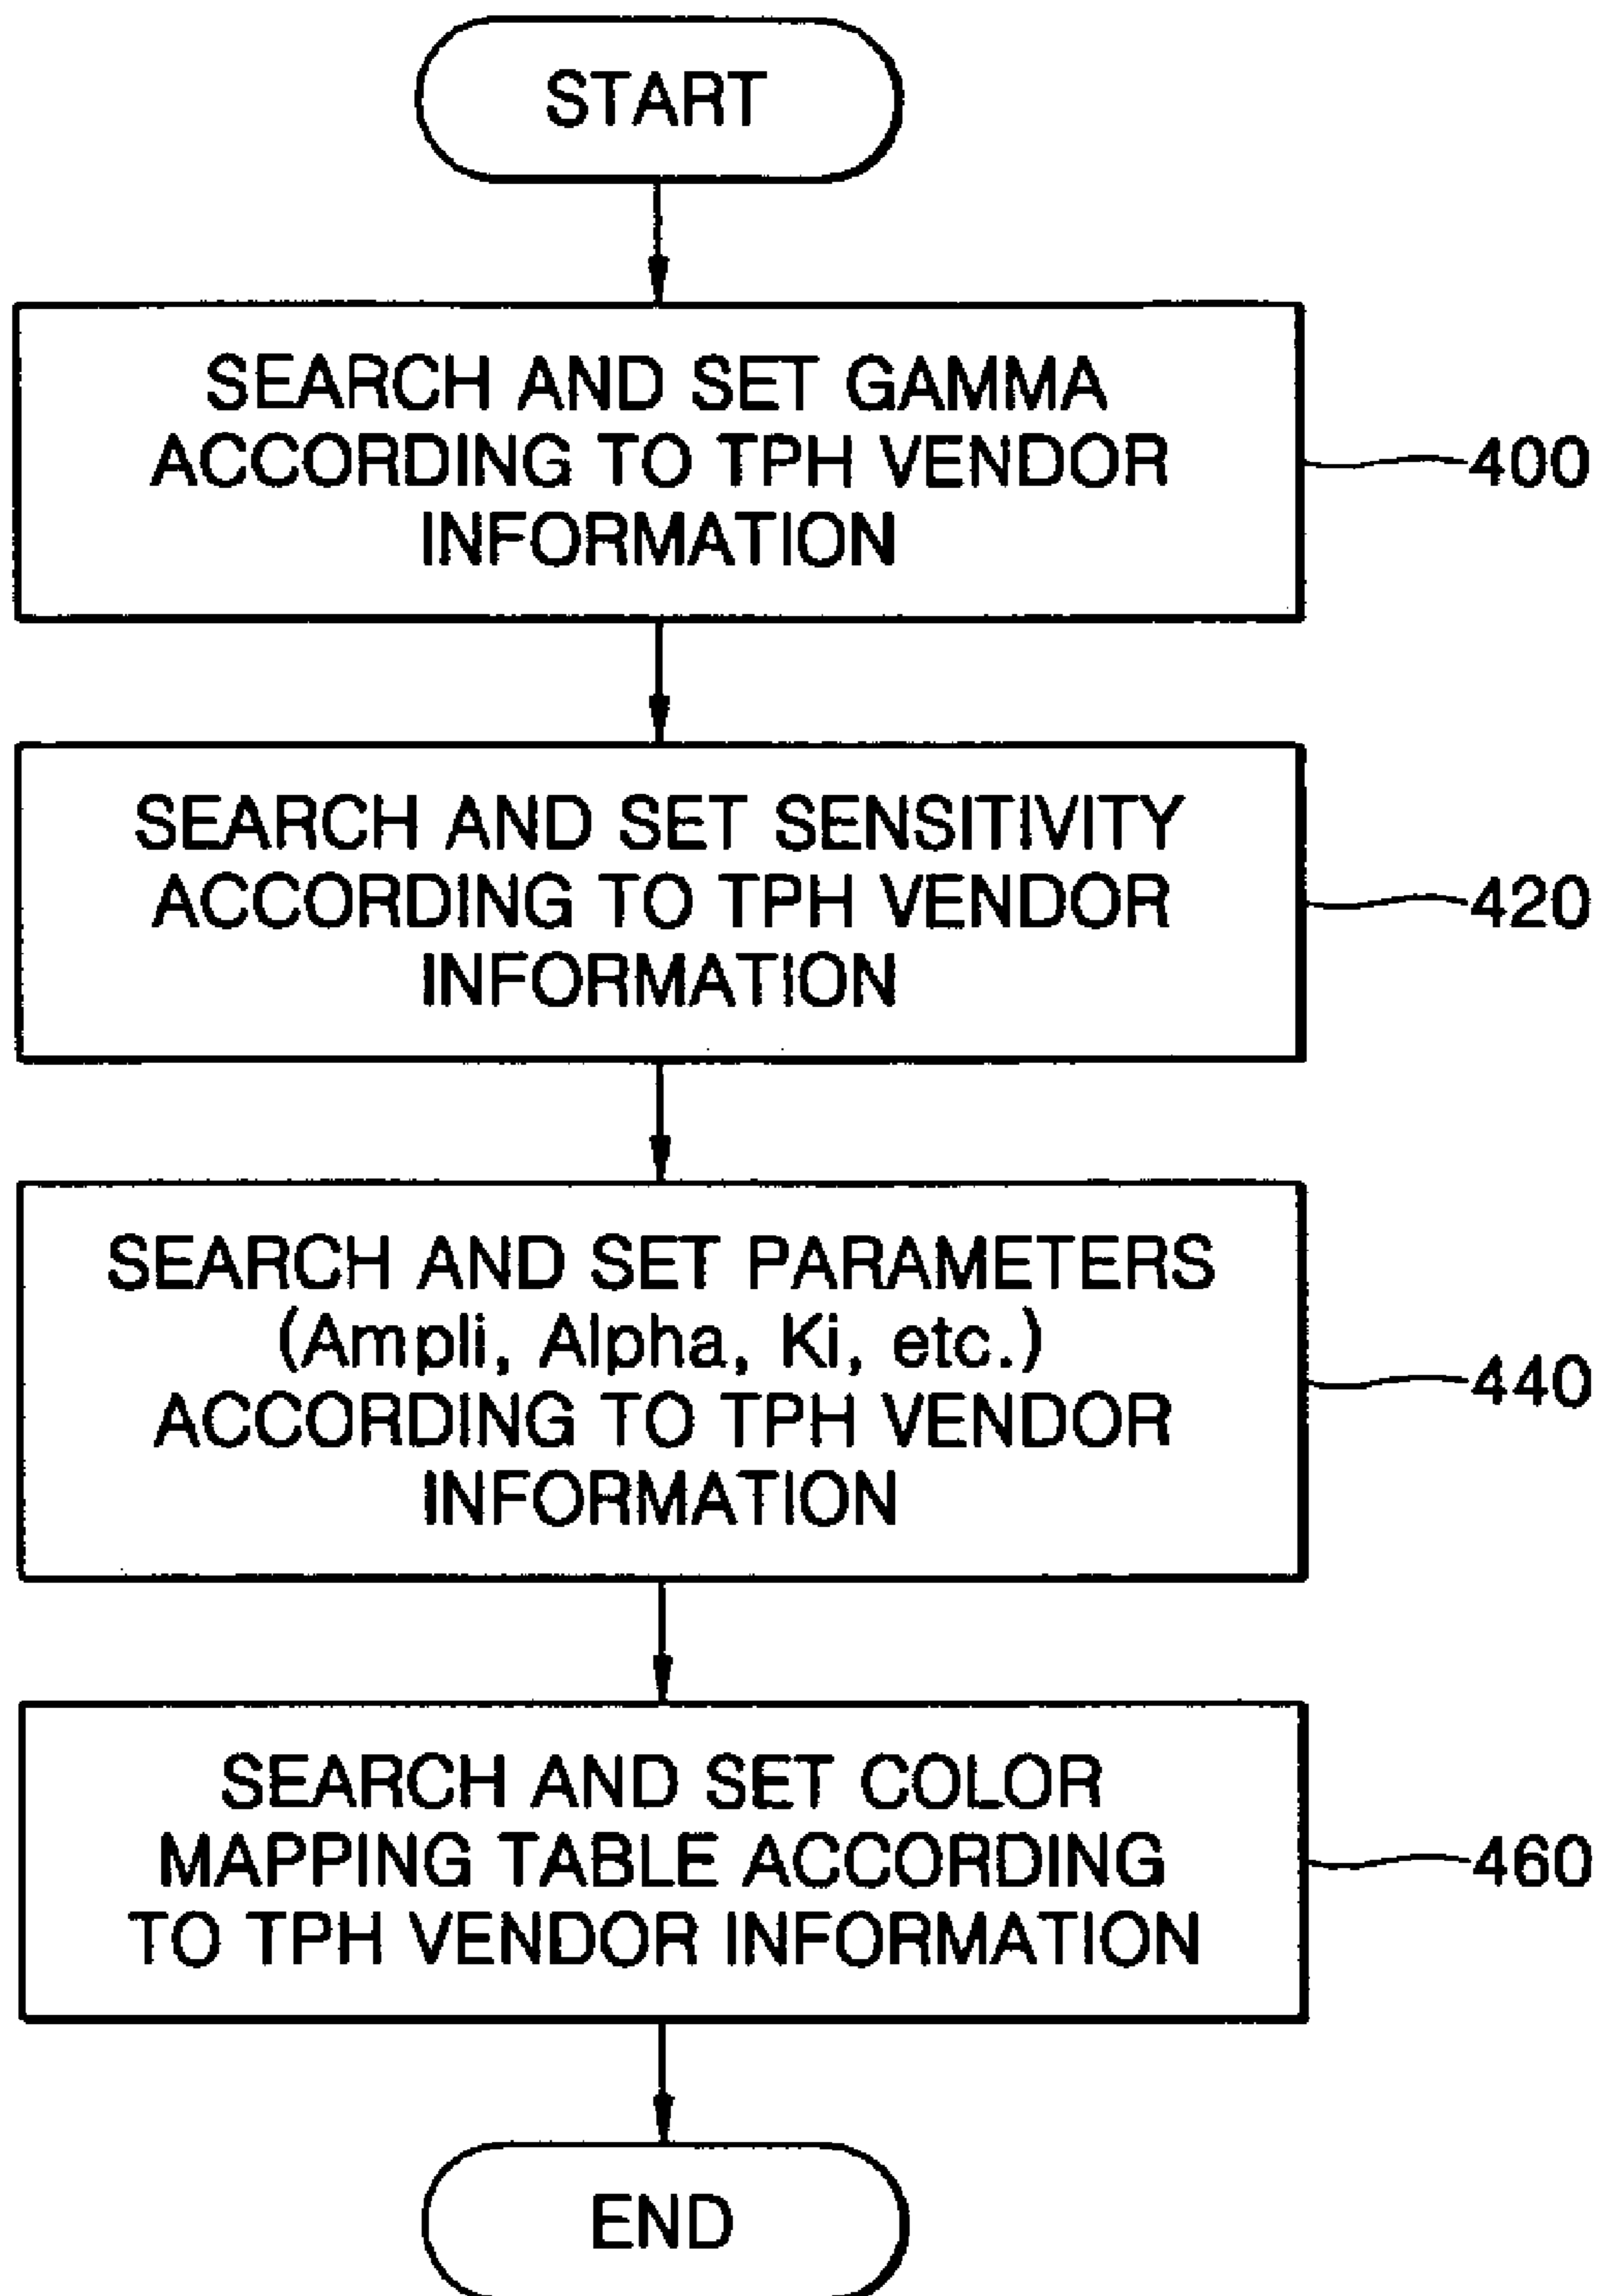 START
SEARCH AND SET GAMMA
ACCORDING TO TPH VENDOR
INFORMATION
400
SEARCH AND SET SENSITIVITY
ACCORDING TO TPH VENDOR
INFORMATION
420
SEARCH AND SET PARAMETERS
(Ampli, Alpha, Ki, etc.)
ACCORDING TO TPH VENDOR
INFORMATION
440
SEARCH AND SET COLOR
MAPPING TABLE ACCORDING
TO TPH VENDOR INFORMATION
460
END